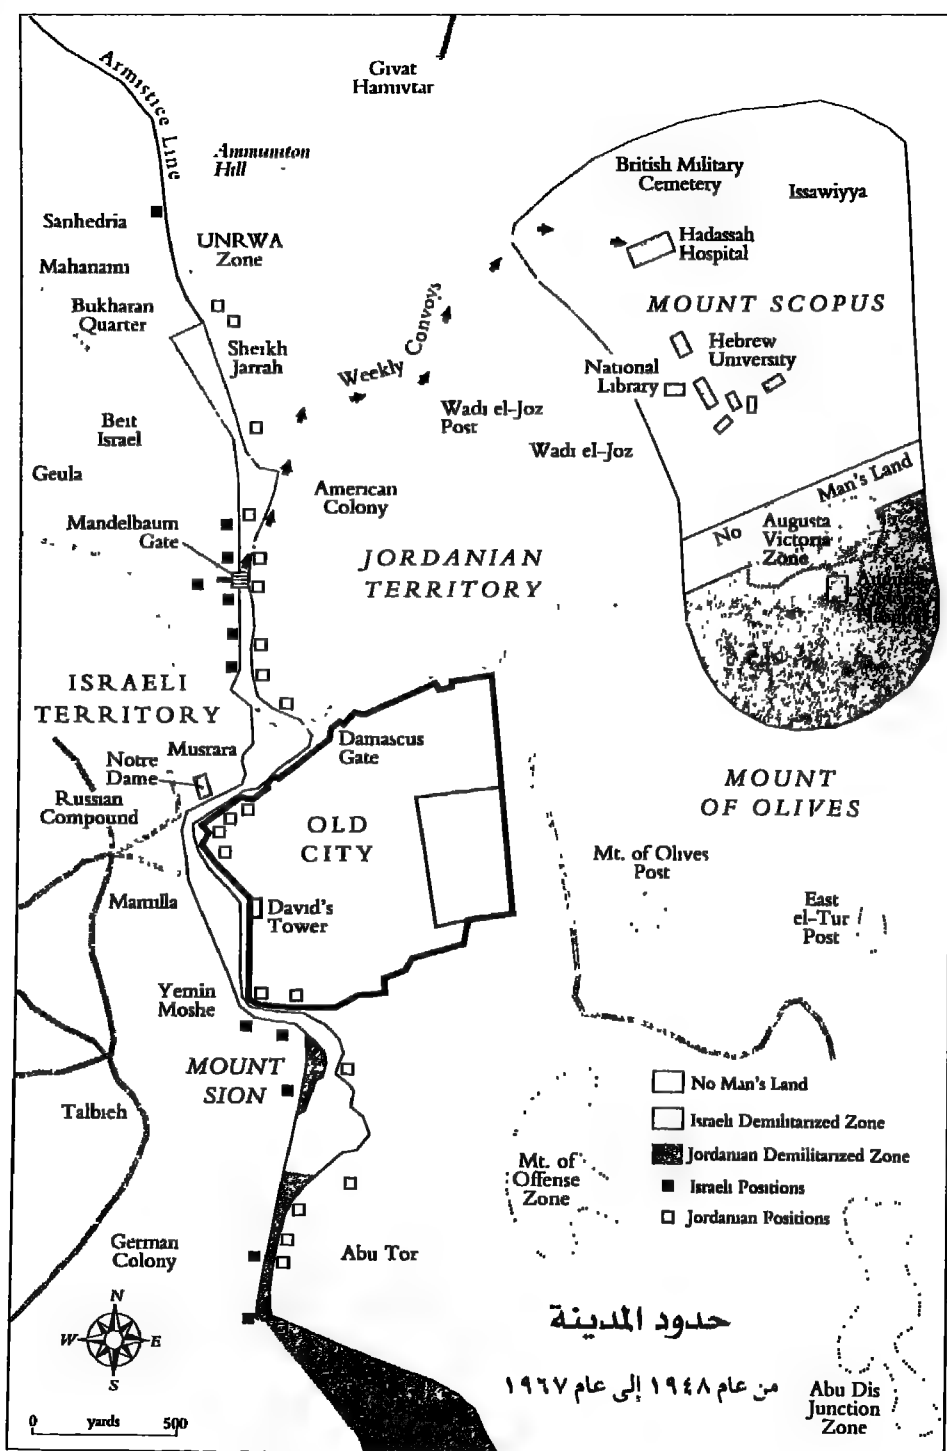 Armistice Line
Givat
Hamivtar
Ammuniton
Hill
British Military
Cemetery
Issawiyya
Sanhedria
UNRWA
Zone
Hadassah
Hospital
Mahanami
Bukharan
Quarter
MOUNT SCOPUS
Sheikh
Jarrah
Weekly Convoys
Hebrew
University
National
Library
Wadi el-Joz
Post
Beit
Israel
Wadi el-Joz
Geula
American
Colony
No Man's Land
Mandelbaum
Gate
Augusta
Victoria
Zone
JORDANIAN
TERRITORY
Augusta
Victoria
Hospital
ISRAELI
TERRITORY
Musrara
Damascus
Gate
Notre
Dame
Russian
Compound
MOUNT
OF OLIVES
OLD
CITY
Mt. of Olives
Post
Mamilla
David's
Tower
East
el-Tur
Post
Yemin
Moshe
MOUNT
SION
No Man's Land
Israeli Demilitarized Zone
Jordanian Demilitarized Zone
Israeli Positions
Jordanian Positions
Talbieh
Mt. of
Offense
Zone
German
Colony
Abu Tor
N
W E
S
0 yards 500
حدود المدينة
من عام ١٩٤٨ إلى عام ١٩٦٧
Abu Dis
Junction
Zone